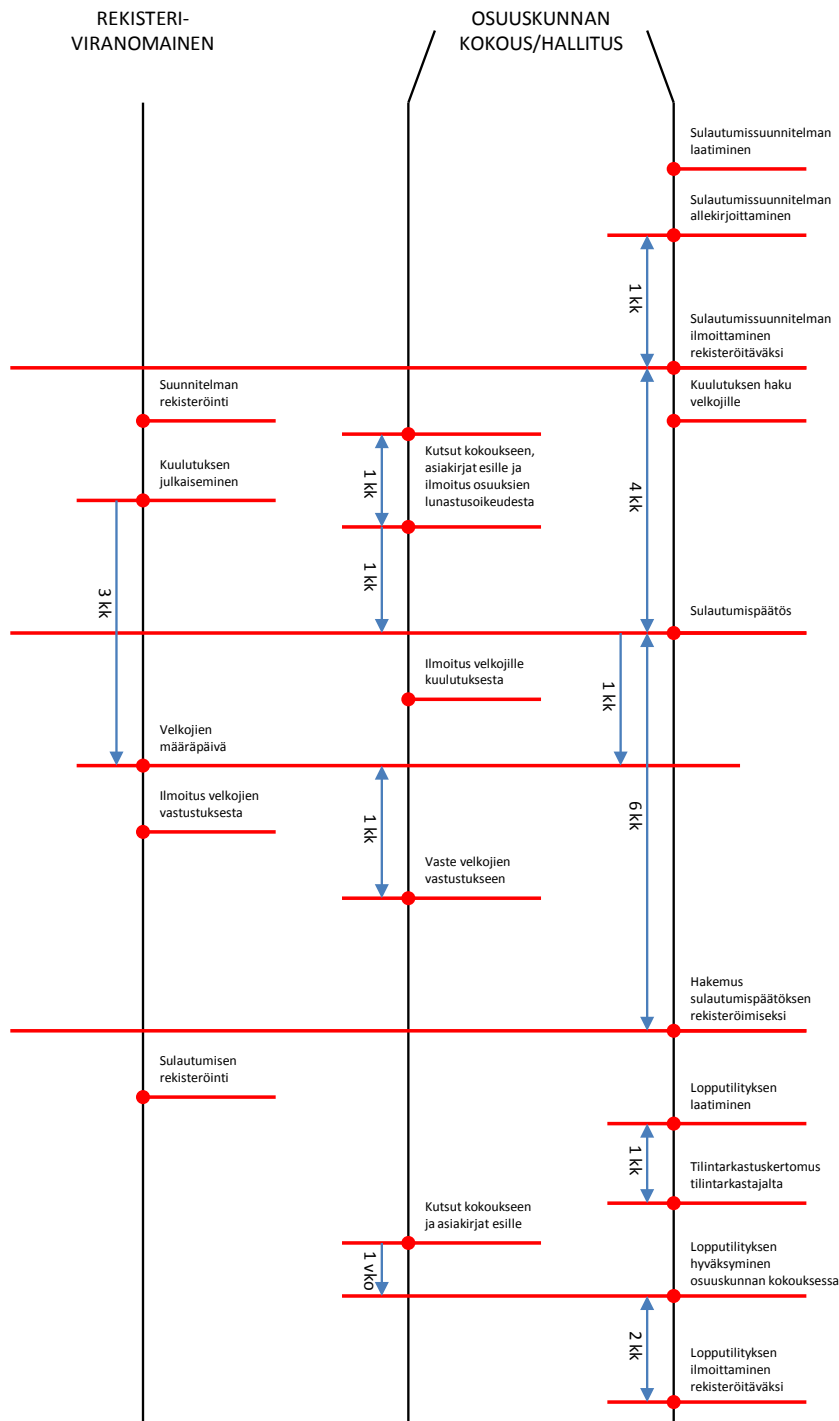 REKISTERI-
VIRANOMAINEN
OSUUSKUNNAN
KOKOUS/HALLITUS
Sulautumissuunnitelman
laatiminen
Sulautumissuunnitelman
allekirjoittaminen
1 kk
Sulautumissuunnitelman
ilmoittaminen
rekisteröitäväksi
Suunnitelman
rekisteröinti
Kuulutuksen haku
velkojille
Kutsut kokoukseen,
asiakirjat esille ja
ilmoitus osuuksien
lunastusoikeudesta
1 kk
Kuulutuksen
julkaiseminen
4 kk
1 kk
3 kk
Sulautumispäätös
Ilmoitus velkojille
kuulutuksesta
1 kk
Velkojien
määräpäivä
Ilmoitus velkojien
vastustuksesta
1 kk
6 kk
Vaste velkojien
vastustukseen
Hakemus
sulautumispäätöksen
rekisteröimiseksi
Sulautumisen
rekisteröinti
Lopputilityksen
laatiminen
1 kk
Tilintarkastuskertomus
tilintarkastajalta
Kutsut kokoukseen
ja asiakirjat esille
1 vko
Lopputilityksen
hyväksyminen
osuuskunnan kokouksessa
2 kk
Lopputilityksen
ilmoittaminen
rekisteröitäväksi